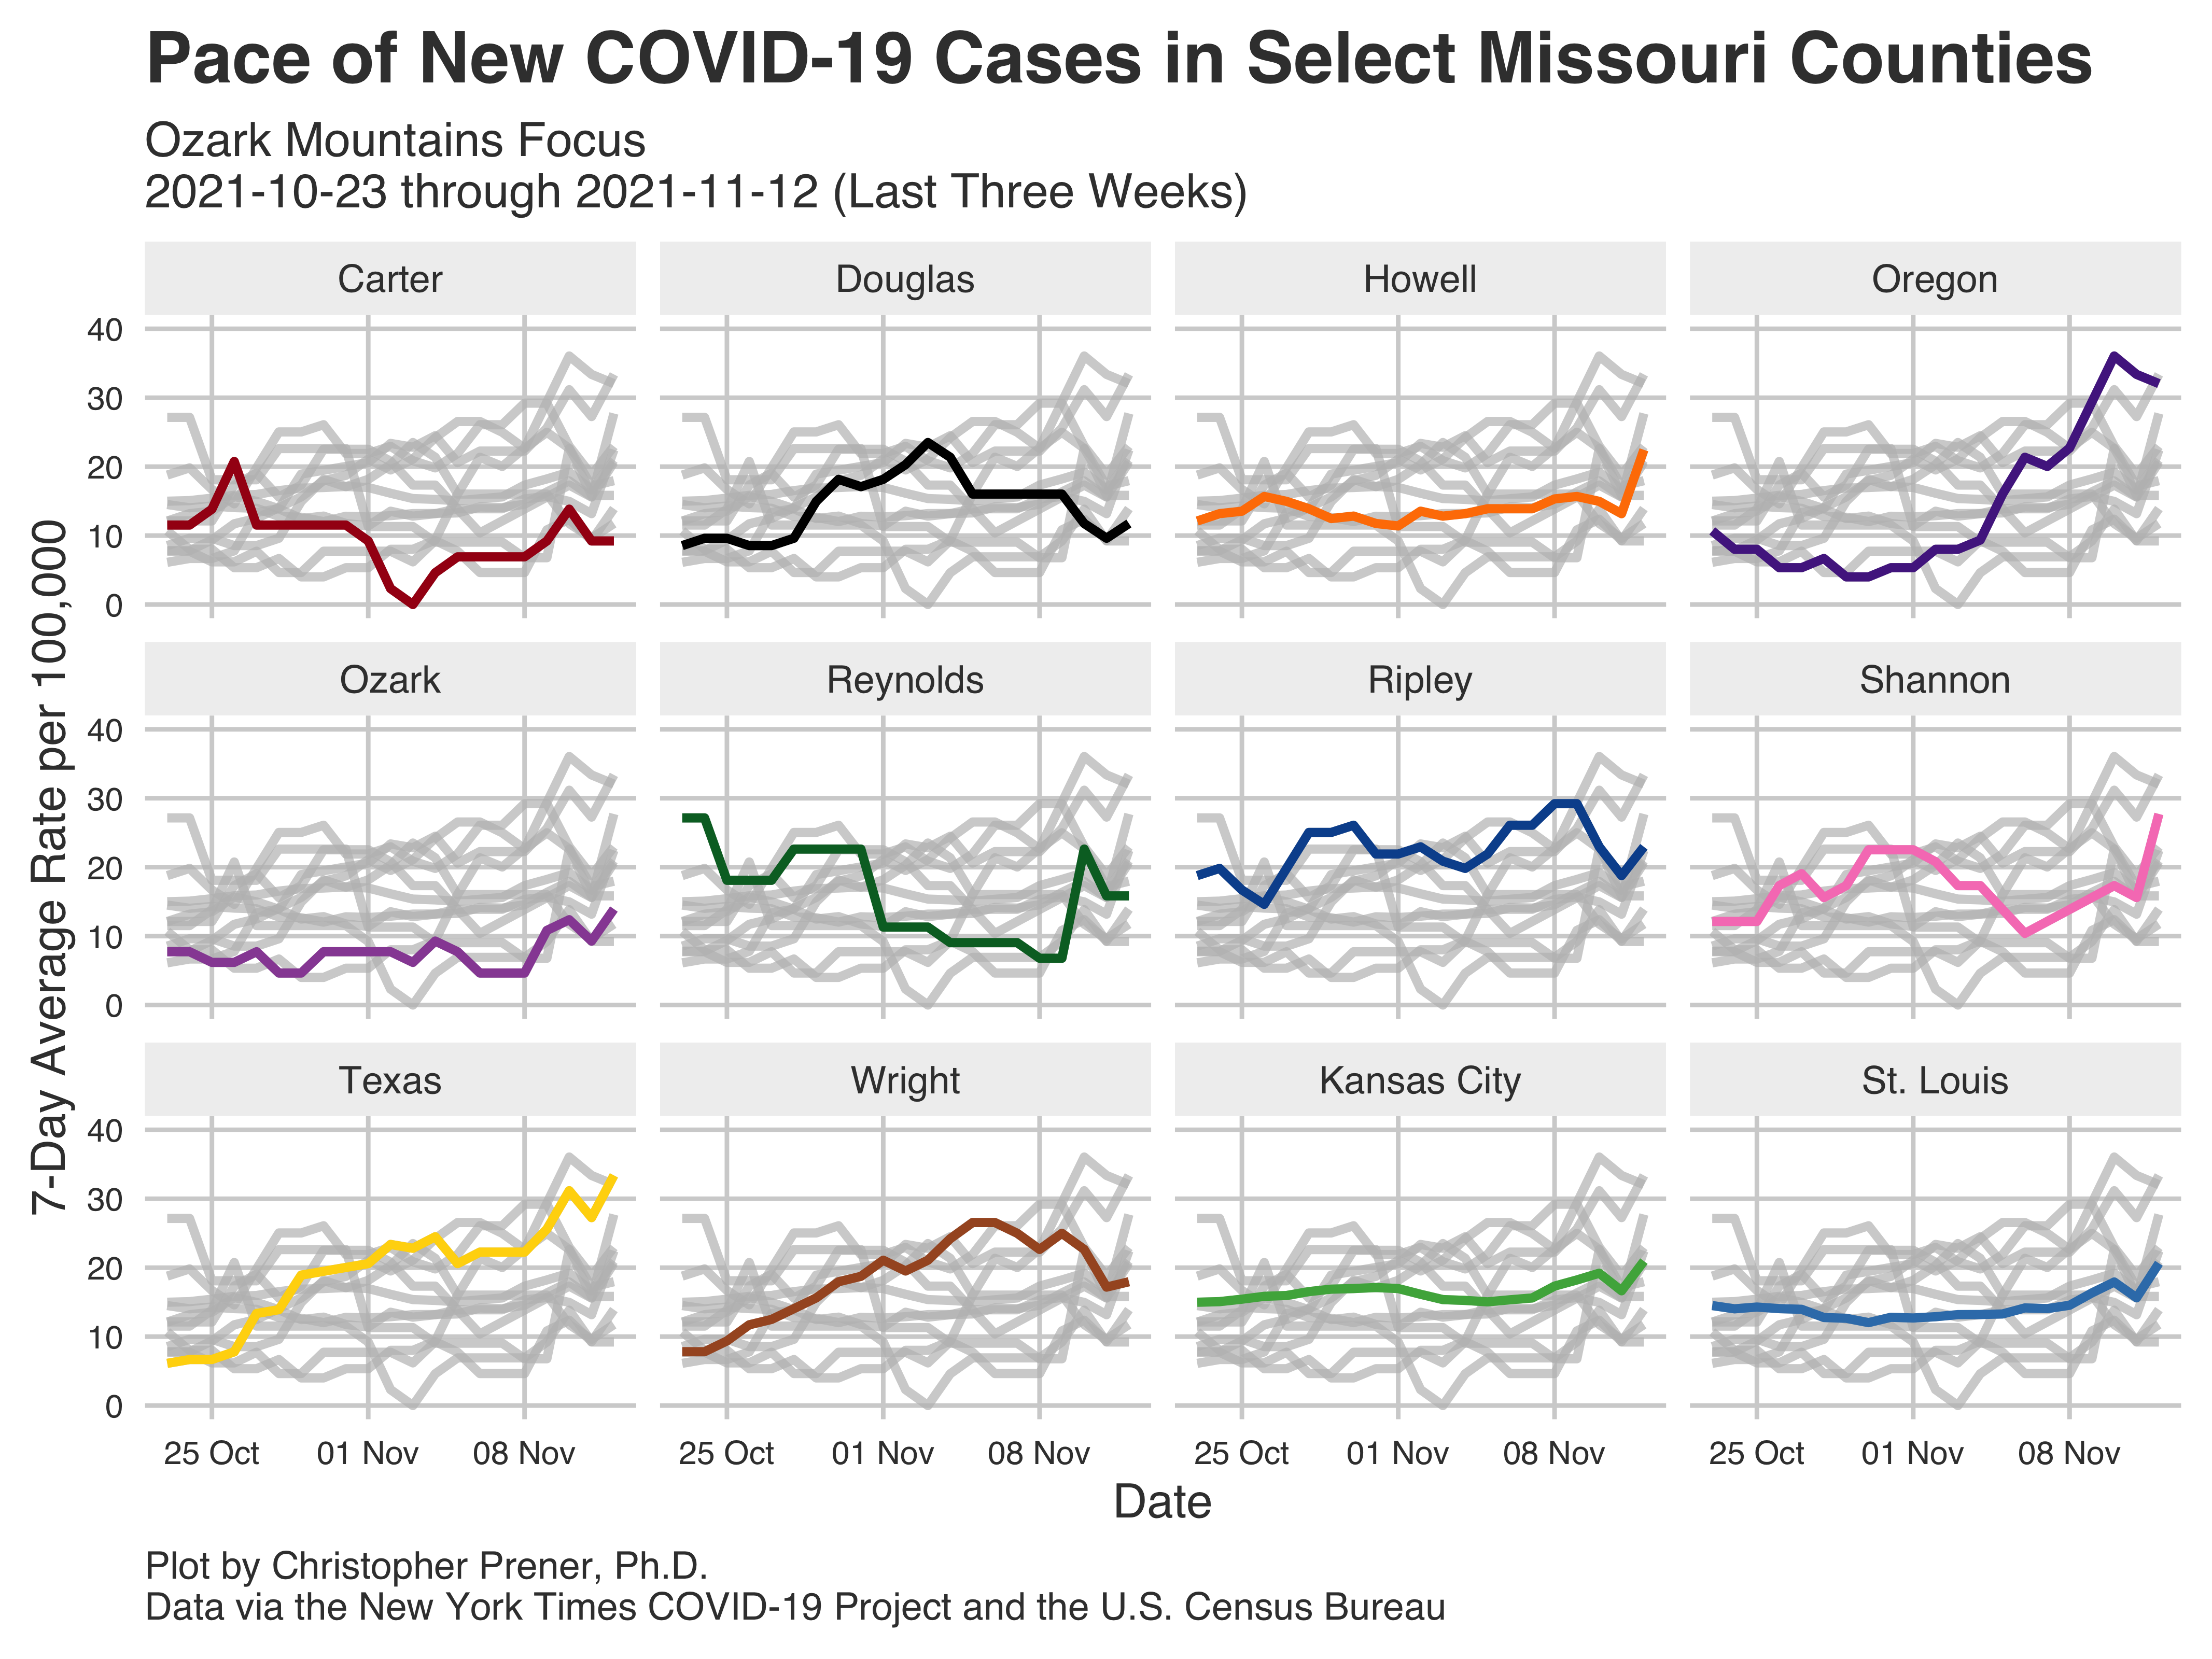 Pace of New COVID-19 Cases in Select Missouri Counties
Ozark Mountains Focus
2021-10-23 through 2021-11-12 (Last Three Weeks)
Carter
Douglas
Howell
Oregon
40
30
20
10
0
Ozark
Reynolds
Ripley
Shannon
40
30
20
10
0
Texas
Wright
Kansas City
St. Louis
40
30
20
10
0
7-Day Average Rate per 100,000
25 Oct
01 Nov
08 Nov
25 Oct
01 Nov
08 Nov
25 Oct
01 Nov
08 Nov
25 Oct
01 Nov
08 Nov
Date
Plot by Christopher Prener, Ph.D.
Data via the New York Times COVID-19 Project and the U.S. Census Bureau